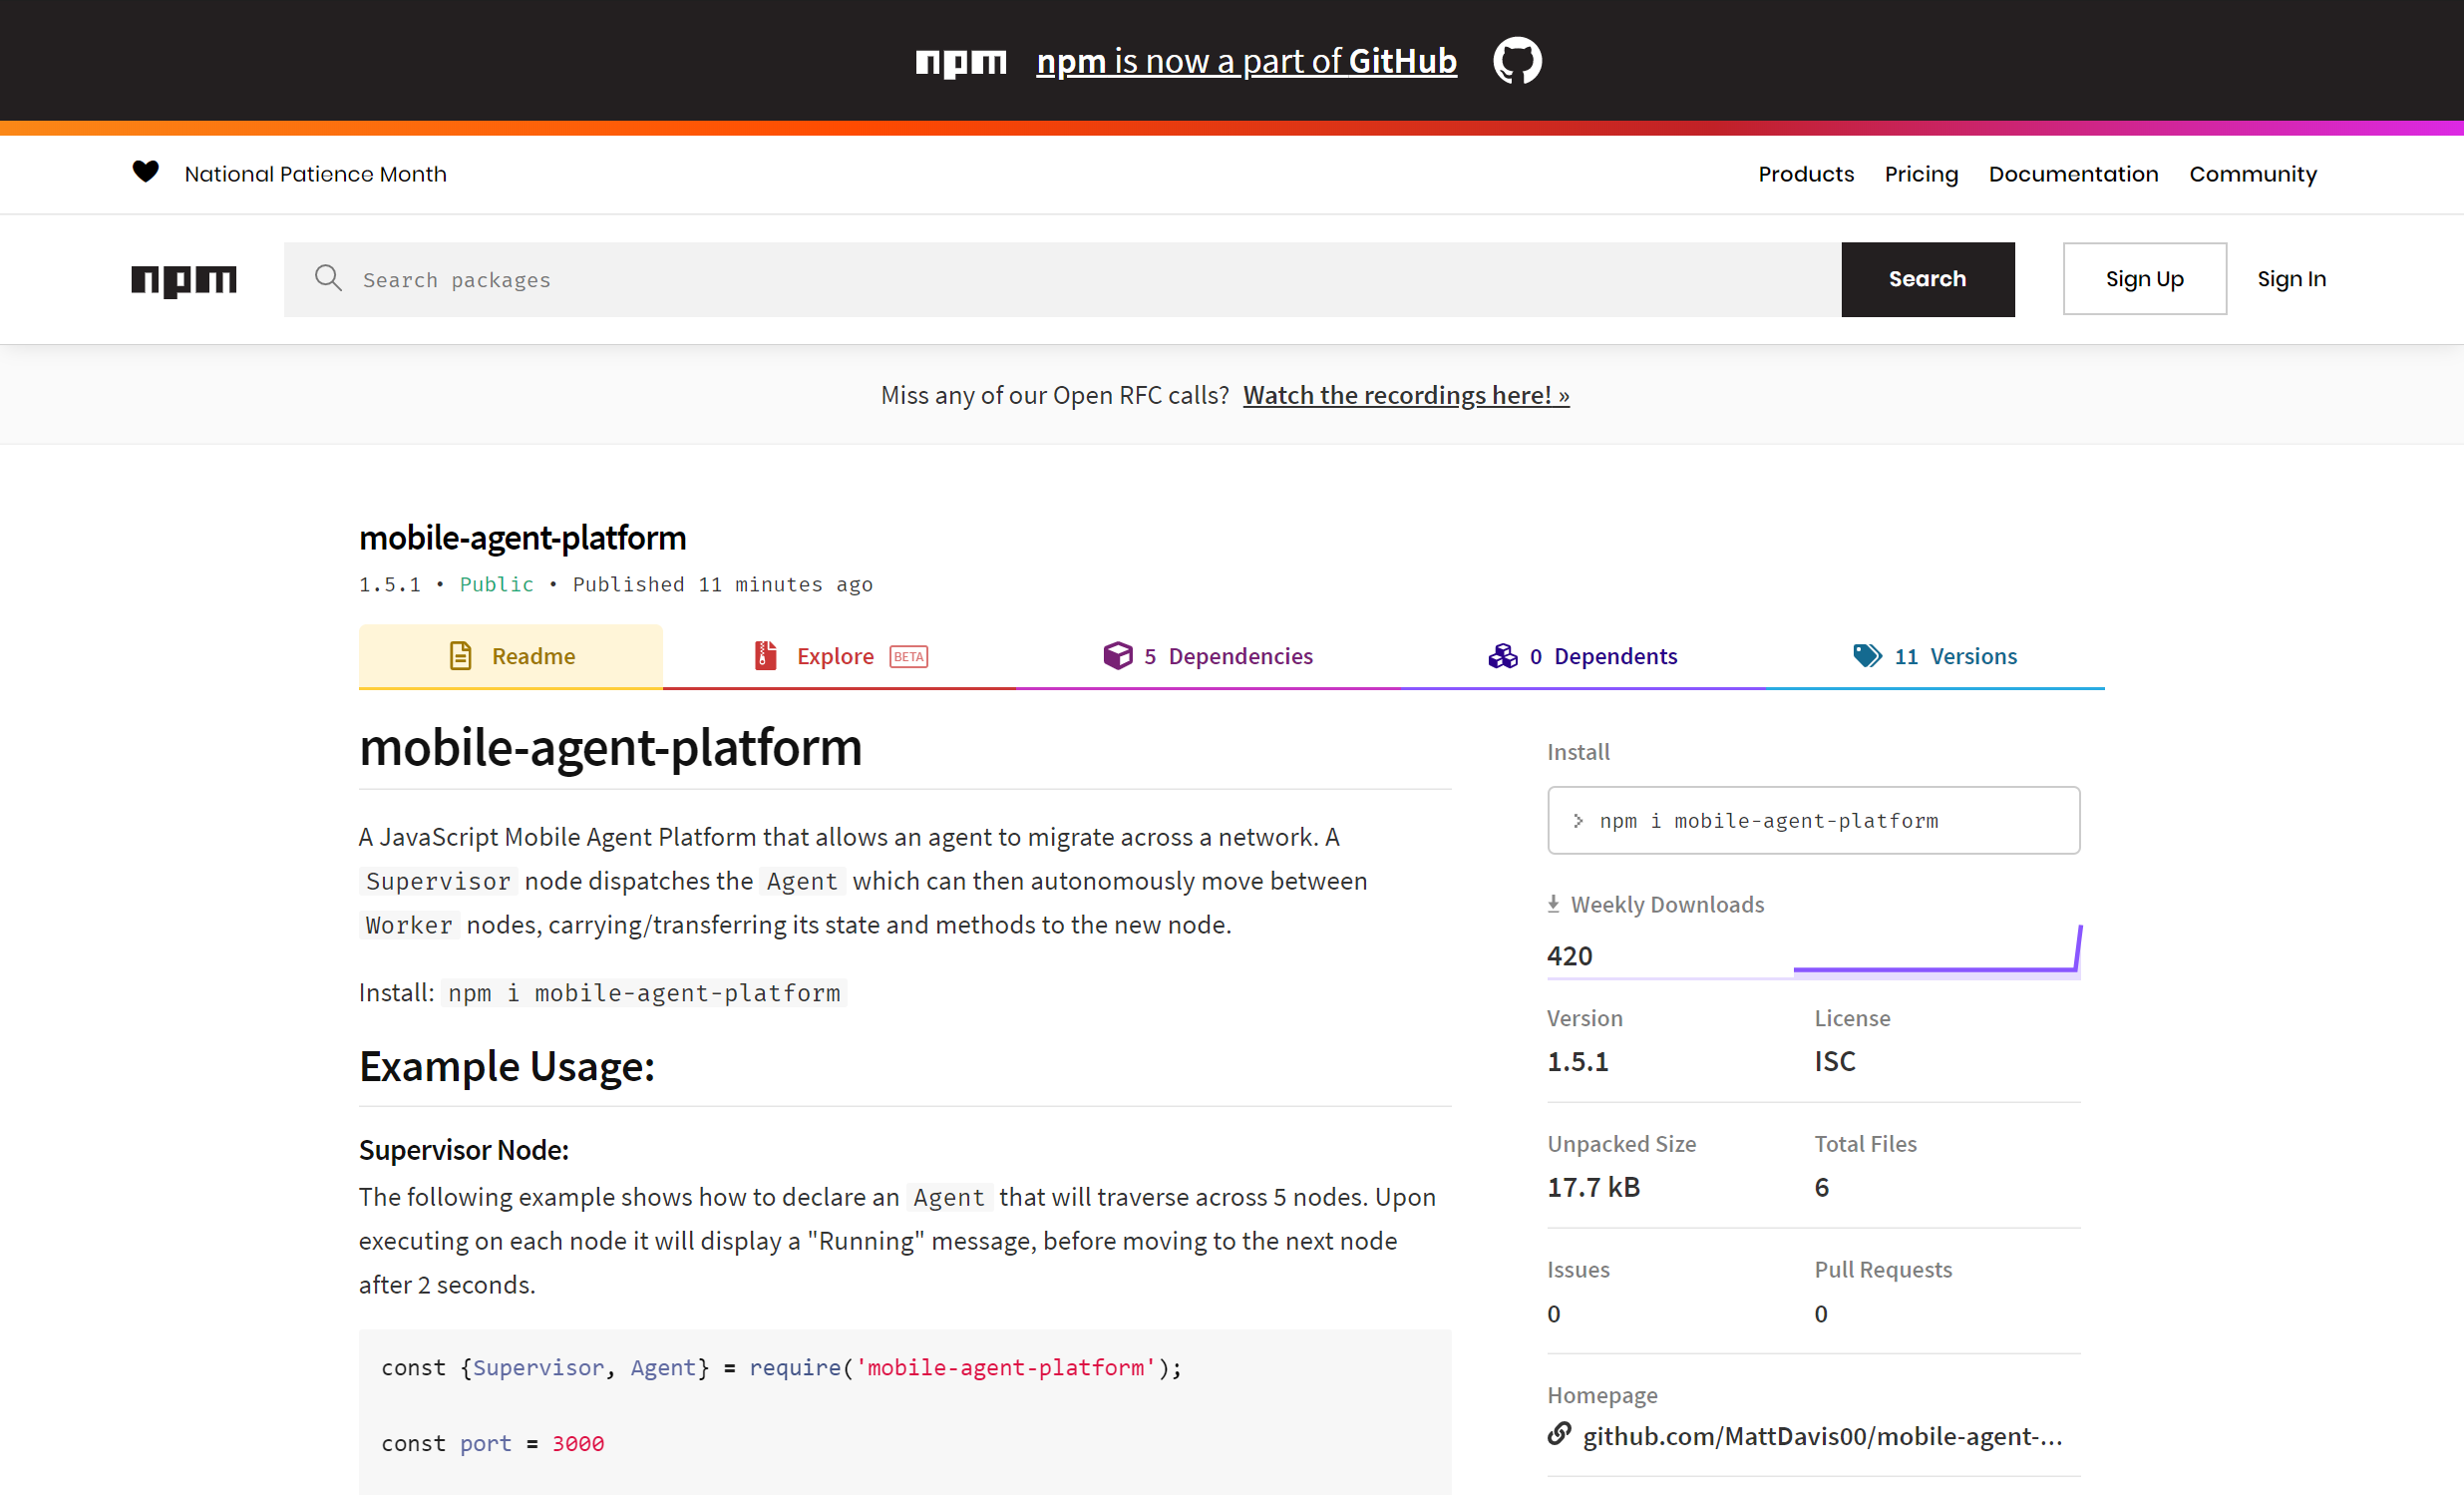 npm npm is now a part of GitHub
National Patience Month Products Pricing Documentation Community
npm Search packages Search Sign Up Sign In
Miss any of our Open RFC calls? Watch the recordings here! »
mobile-agent-platform
1.5.1 • Public • Published 11 minutes ago
Readme Explore BETA 5 Dependencies 0 Dependents 11 Versions
mobile-agent-platform
A JavaScript Mobile Agent Platform that allows an agent to migrate across a network. A
Supervisor node dispatches the Agent which can then autonomously move between
Worker nodes, carrying/transferring its state and methods to the new node.
Install: npm i mobile-agent-platform
Example Usage:
Supervisor Node:
The following example shows how to declare an Agent that will traverse across 5 nodes. Upon
executing on each node it will display a "Running" message, before moving to the next node
after 2 seconds.
const {Supervisor, Agent} = require('mobile-agent-platform');
const port = 3000
Install
> npm i mobile-agent-platform
Weekly Downloads
420
Version License
1.5.1 ISC
Unpacked Size Total Files
17.7 kB 6
Issues Pull Requests
0 0
Homepage
github.com/MattDavis00/mobile-agent-...